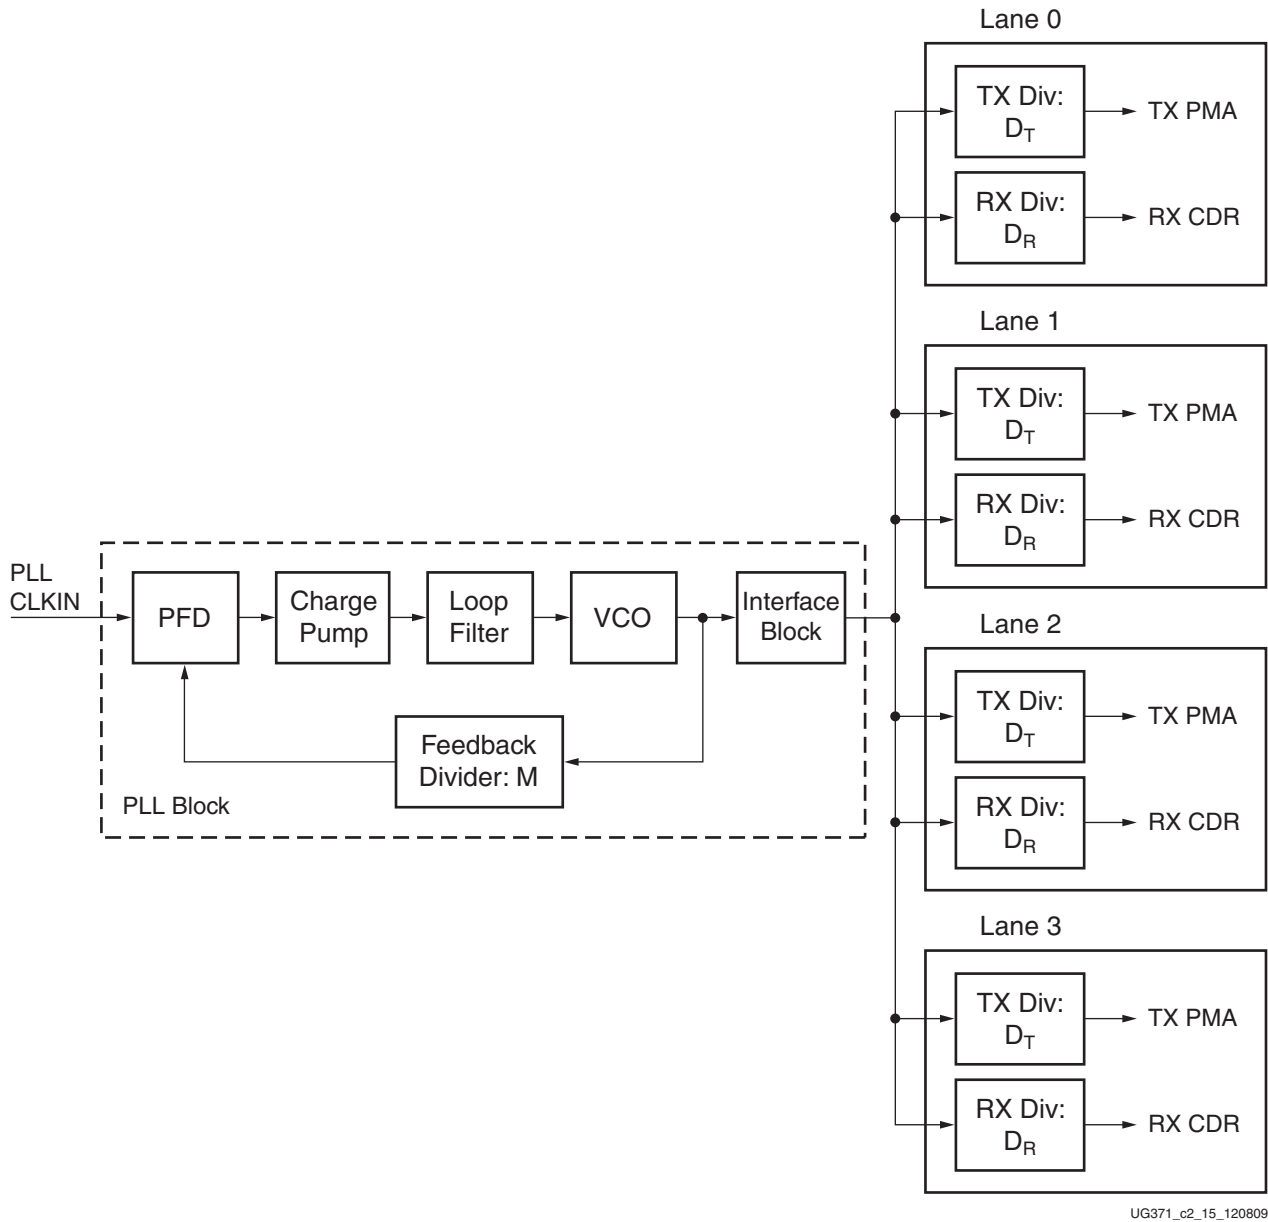 Lane 0
TX Div:
DT
TX PMA
RX Div:
DR
RX CDR
Lane 1
TX Div:
DT
TX PMA
RX Div:
DR
RX CDR
PLL
CLKIN
PFD
Charge
Pump
Loop
Filter
VCO
Interface
Block
Feedback
Divider: M
PLL Block
Lane 2
TX Div:
DT
TX PMA
RX Div:
DR
RX CDR
Lane 3
TX Div:
DT
TX PMA
RX Div:
DR
RX CDR
UG371_c2_15_120809